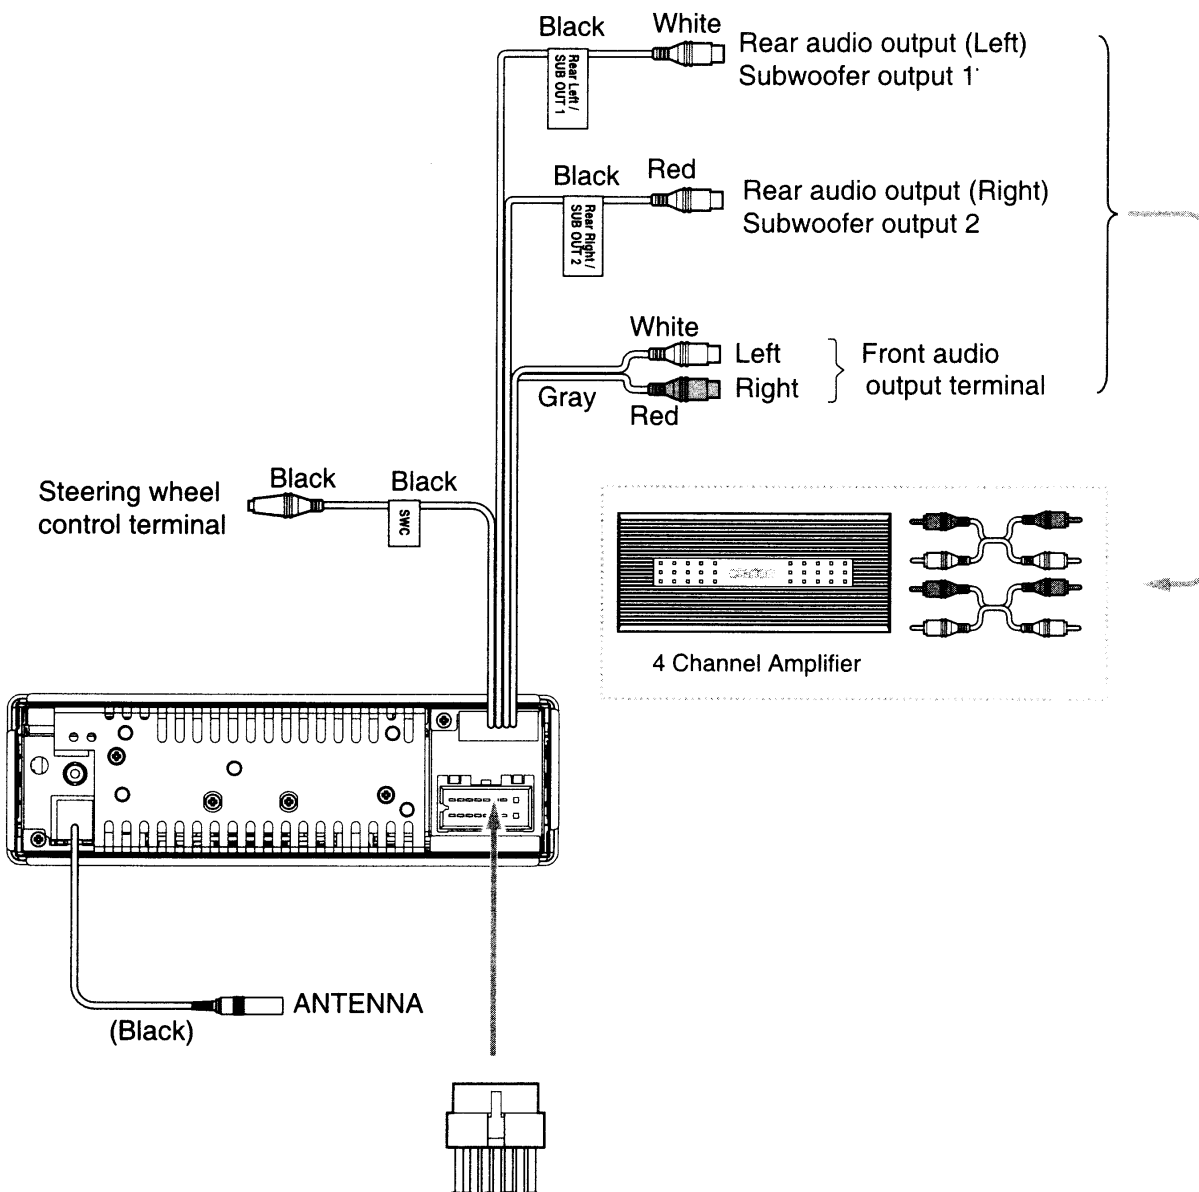 Black
White
Rear audio output (Left)
Subwoofer output 1
Rear Left /
SUB OUT 1
Black
Red
Rear audio output (Right)
Subwoofer output 2
Rear Right /
SUB OUT 2
White
Left
Right
Front audio
output terminal
Gray
Red
Steering wheel
control terminal
Black
Black
SWC
4 Channel Amplifier
ANTENNA
(Black)